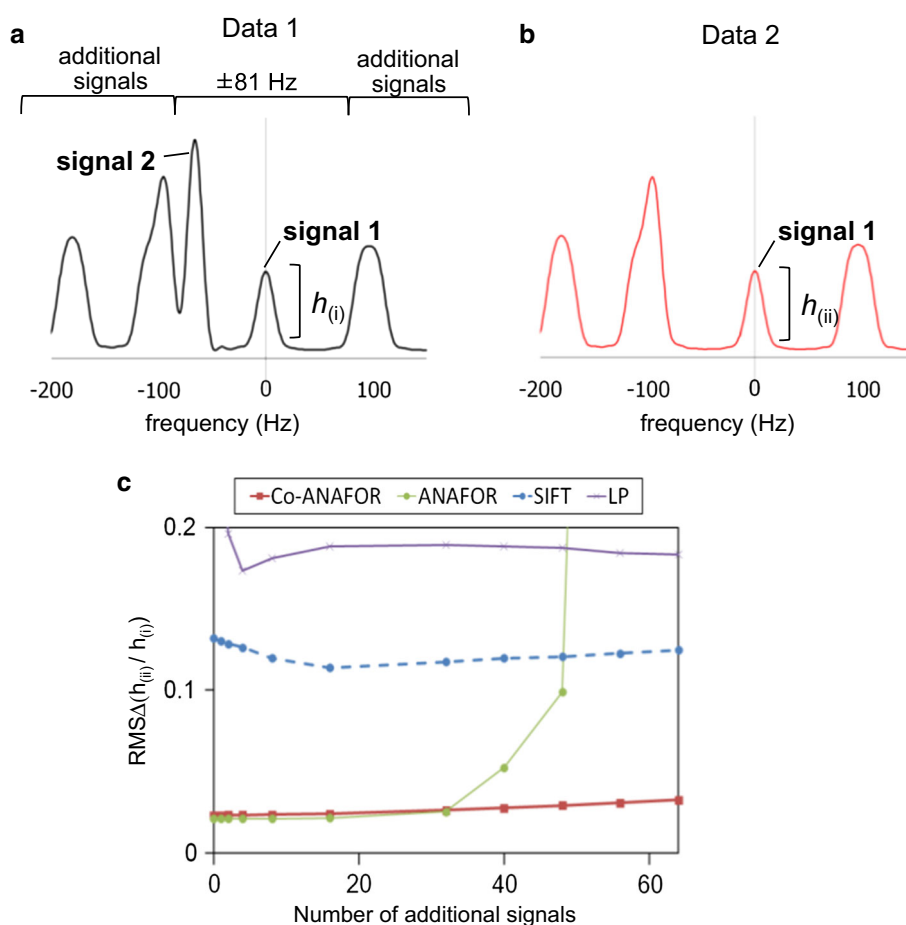 a
Data 1
additional
signals
±81 Hz
additional
signals
signal 2
signal 1
h(i)
-200
-100
0
100
frequency (Hz)
b
Data 2
signal 1
h(ii)
-200
-100
0
100
frequency (Hz)
c
Co-ANAFOR
ANAFOR
SIFT
LP
RMSΔ(h(ii)/ h(i))
0.2
0.1
0
0
20
40
60
Number of additional signals